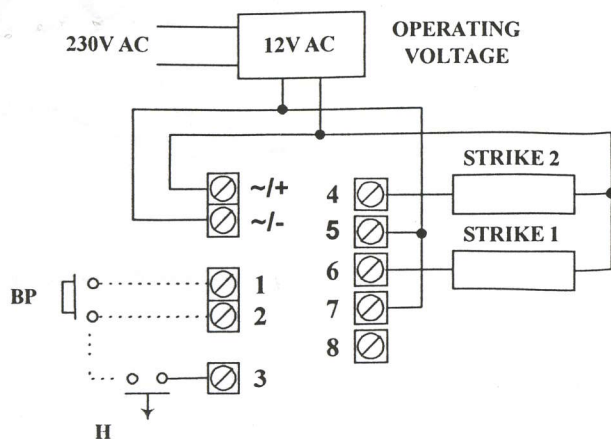 230V AC
12V AC
OPERATING
VOLTAGE
STRIKE 2
~/+
4
~/-
5
STRIKE 1
6
BP
1
7
2
8
3
H